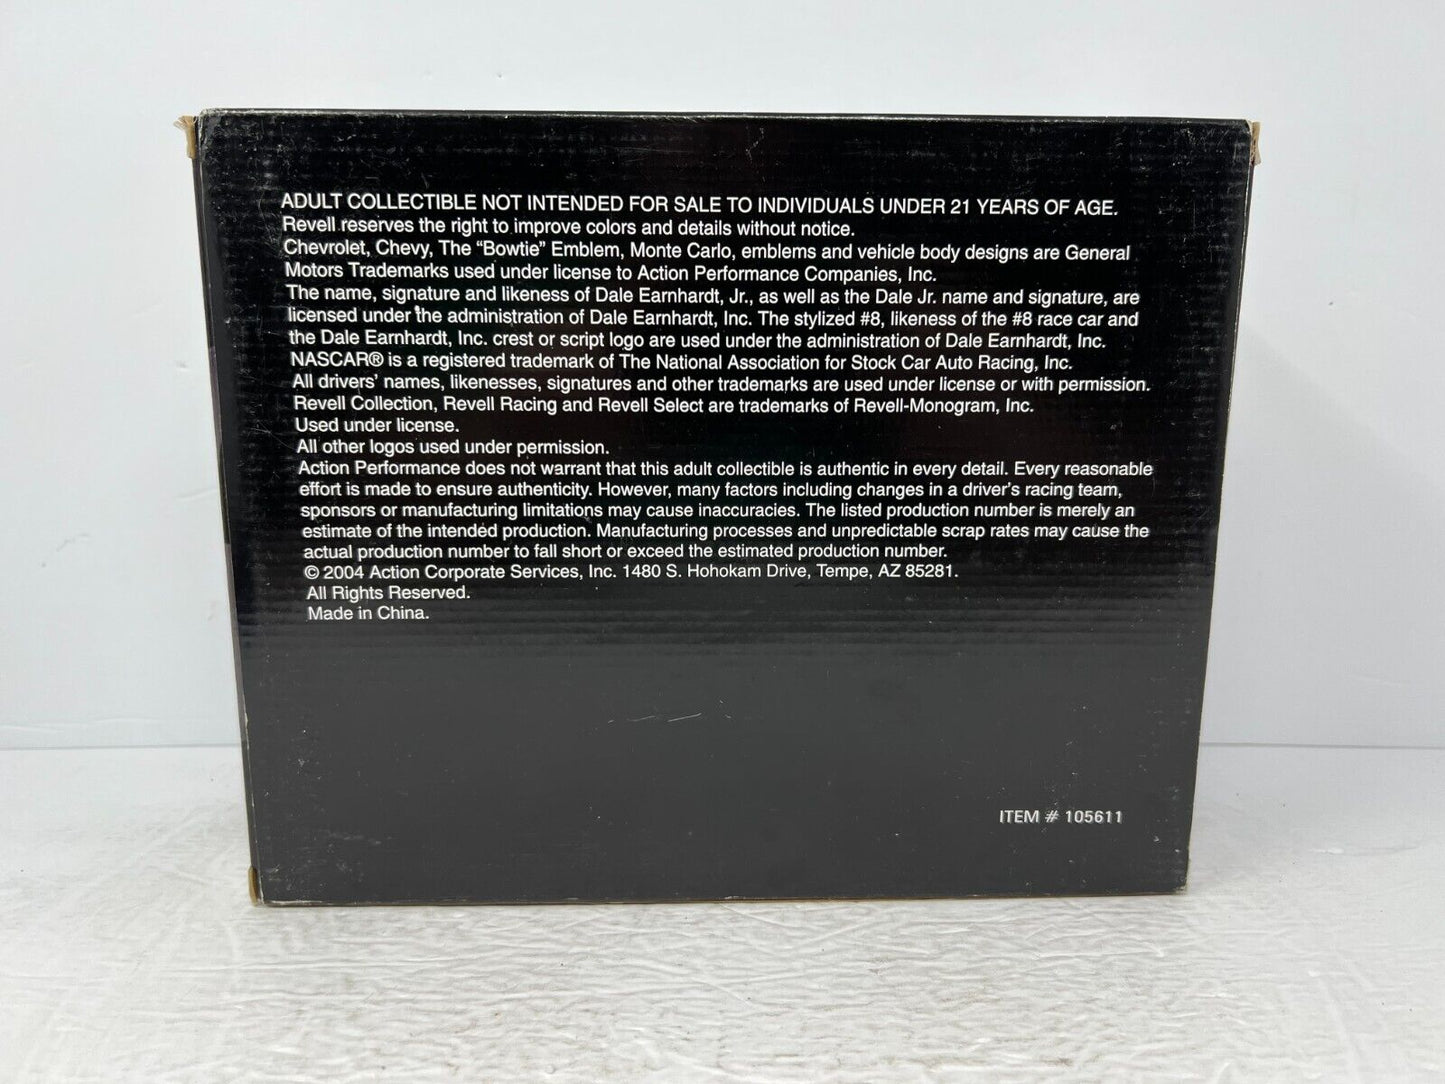 ADULT COLLECTIBLE NOT INTENDED FOR SALE TO INDIVIDUALS UNDER 21 YEARS OF AGE.
Revell reserves the right to improve colors and details without notice.
Chevrolet, Chevy, The “Bowtie” Emblem, Monte Carlo, emblems and vehicle body designs are General
Motors Trademarks used under license to Action Performance Companies, Inc.
The name, signature and likeness of Dale Earnhardt, Jr., as well as the Dale Jr. name and signature, are
licensed under the administration of Dale Earnhardt, Inc. The stylized #8, likeness of the #8 race car and
the Dale Earnhardt, Inc. crest or script logo are used under the administration of Dale Earnhardt, Inc.
NASCAR® is a registered trademark of The National Association for Stock Car Auto Racing, Inc.
All drivers’ names, likenesses, signatures and other trademarks are used under license or with permission.
Revell Collection, Revell Racing and Revell Select are trademarks of Revell-Monogram, Inc.
Used under license.
All other logos used under permission.
Action Performance does not warrant that this adult collectible is authentic in every detail. Every reasonable
effort is made to ensure authenticity. However, many factors including changes in a driver’s racing team,
sponsors or manufacturing limitations may cause inaccuracies. The listed production number is merely an
estimate of the intended production. Manufacturing processes and unpredictable scrap rates may cause the
actual production number to fall short or exceed the estimated production number.
© 2004 Action Corporate Services, Inc. 1480 S. Hohokam Drive, Tempe, AZ 85281.
All Rights Reserved.
Made in China.
ITEM # 105611